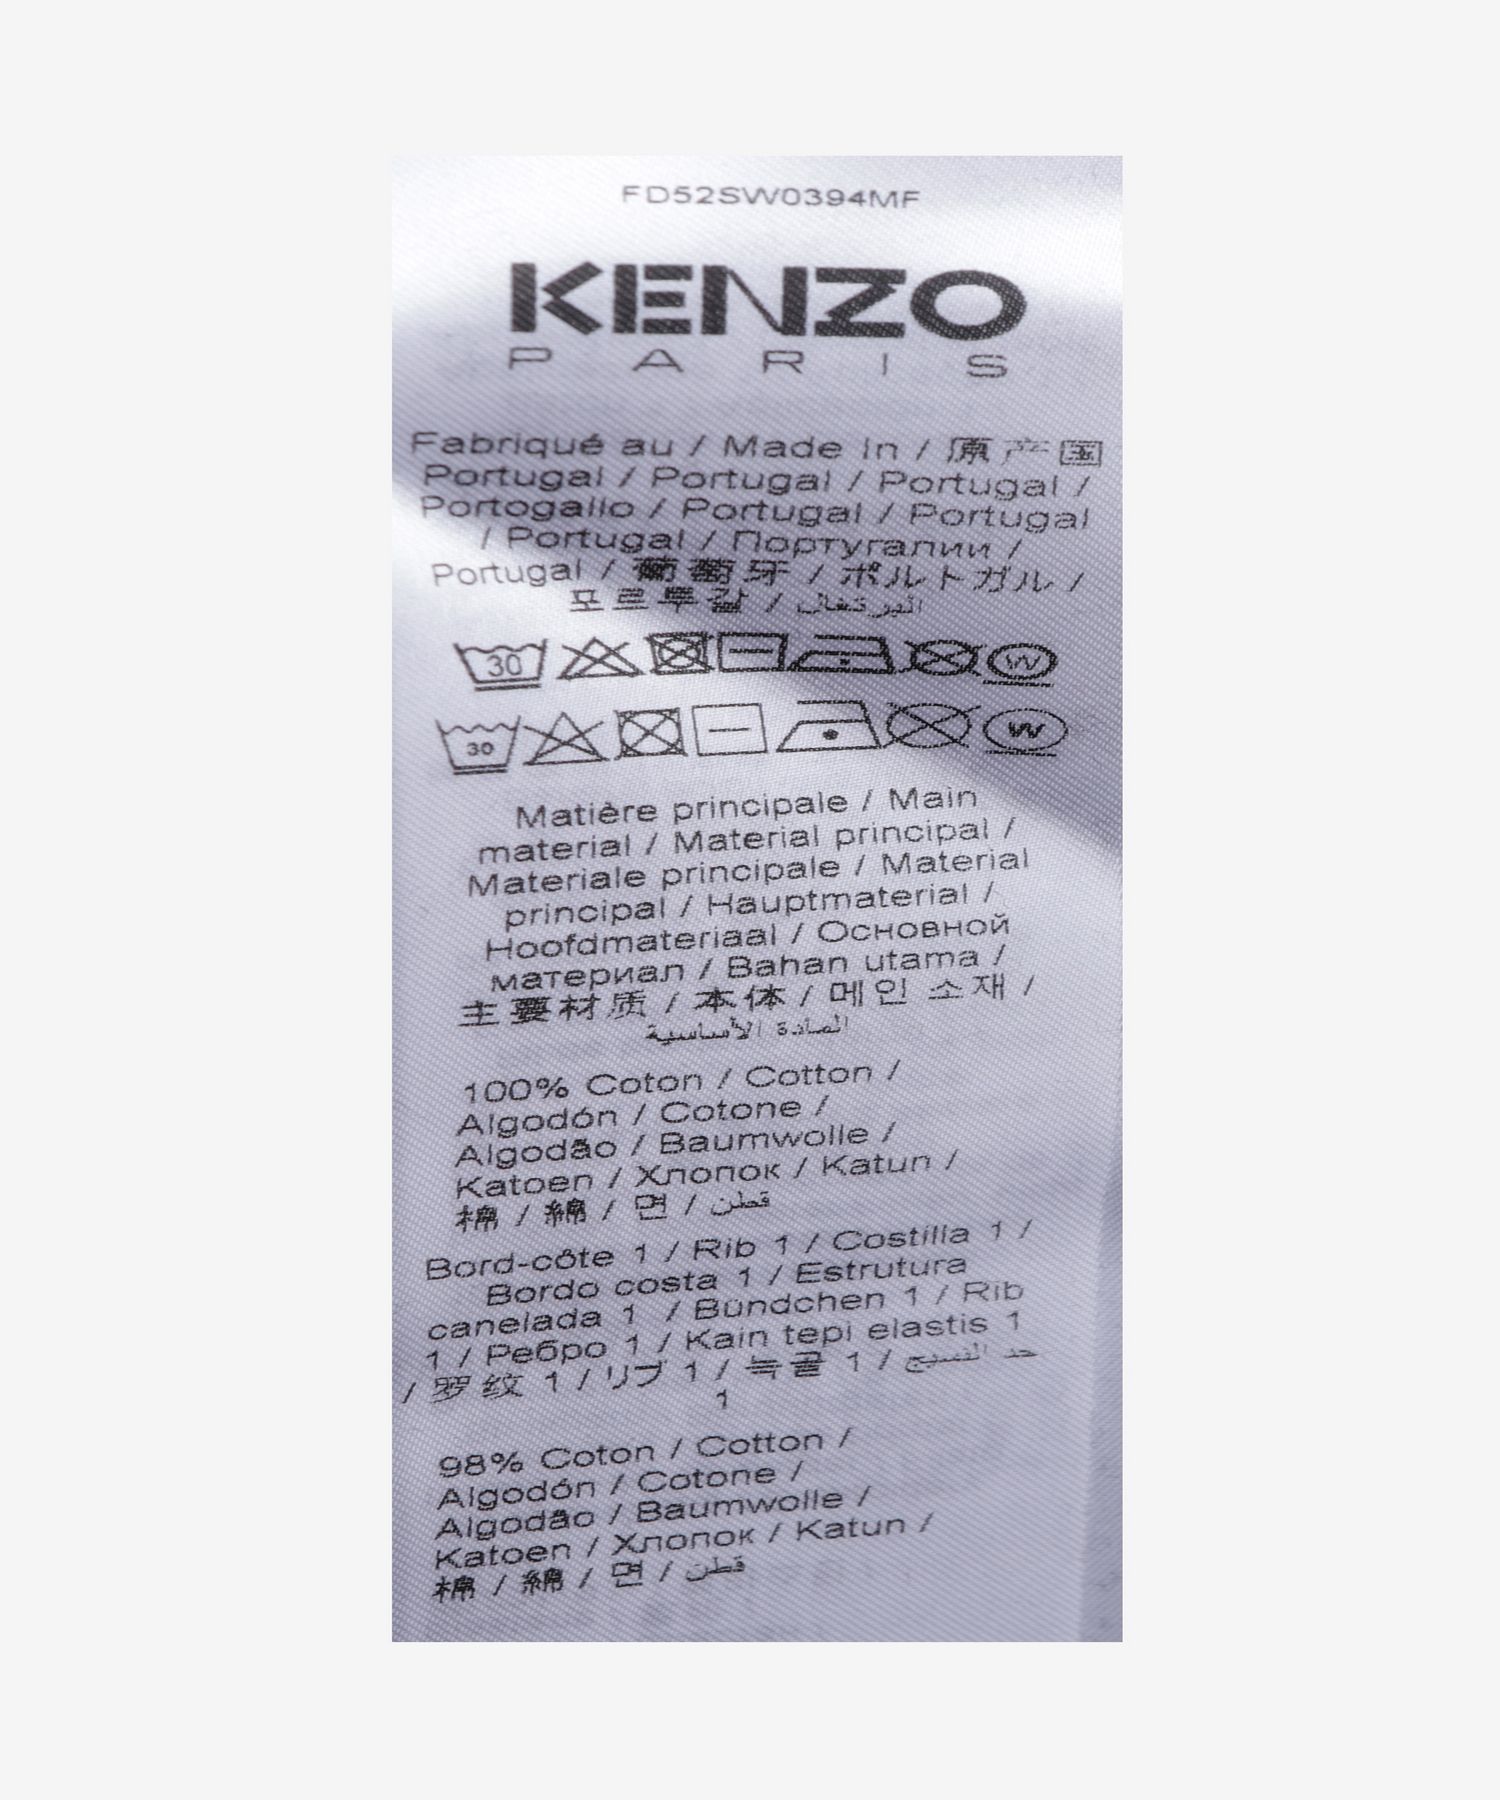 FD52SW0394MF
KENZO
PARIS
Fabriqué au / Made In / 原产国
Portugal / Portugal / Portugal /
Portogallo / Portugal / Portugal
/ Portugal / Португалии /
Portugal / 葡萄牙 / ポルトガル /
포르투갈 / البرتغال
30 W
30 W
Matière principale / Main
material / Material principal /
Materiale principale / Material
principal / Hauptmaterial /
Hoofdmateriaal / Основной
материал / Bahan utama /
主要材质 / 本体 / 메인 소재 /
المادة الأساسية
100% Coton / Cotton /
Algodón / Cotone /
Algodão / Baumwolle /
Katoen / Хлопок / Katun /
棉 / 綿 / 면 / قطن
Bord-côte 1 / Rib 1 / Costilla 1 /
Bordo costa 1 / Estrutura
canelada 1 / Bündchen 1 / Rib
1 / Ребро 1 / Kain tepi elastis 1
/ 罗纹 1 / リブ 1 / 늑골 1 / حد النسيج
1
98% Coton / Cotton /
Algodón / Cotone /
Algodão / Baumwolle /
Katoen / Хлопок / Katun /
棉 / 綿 / 면 / قطن